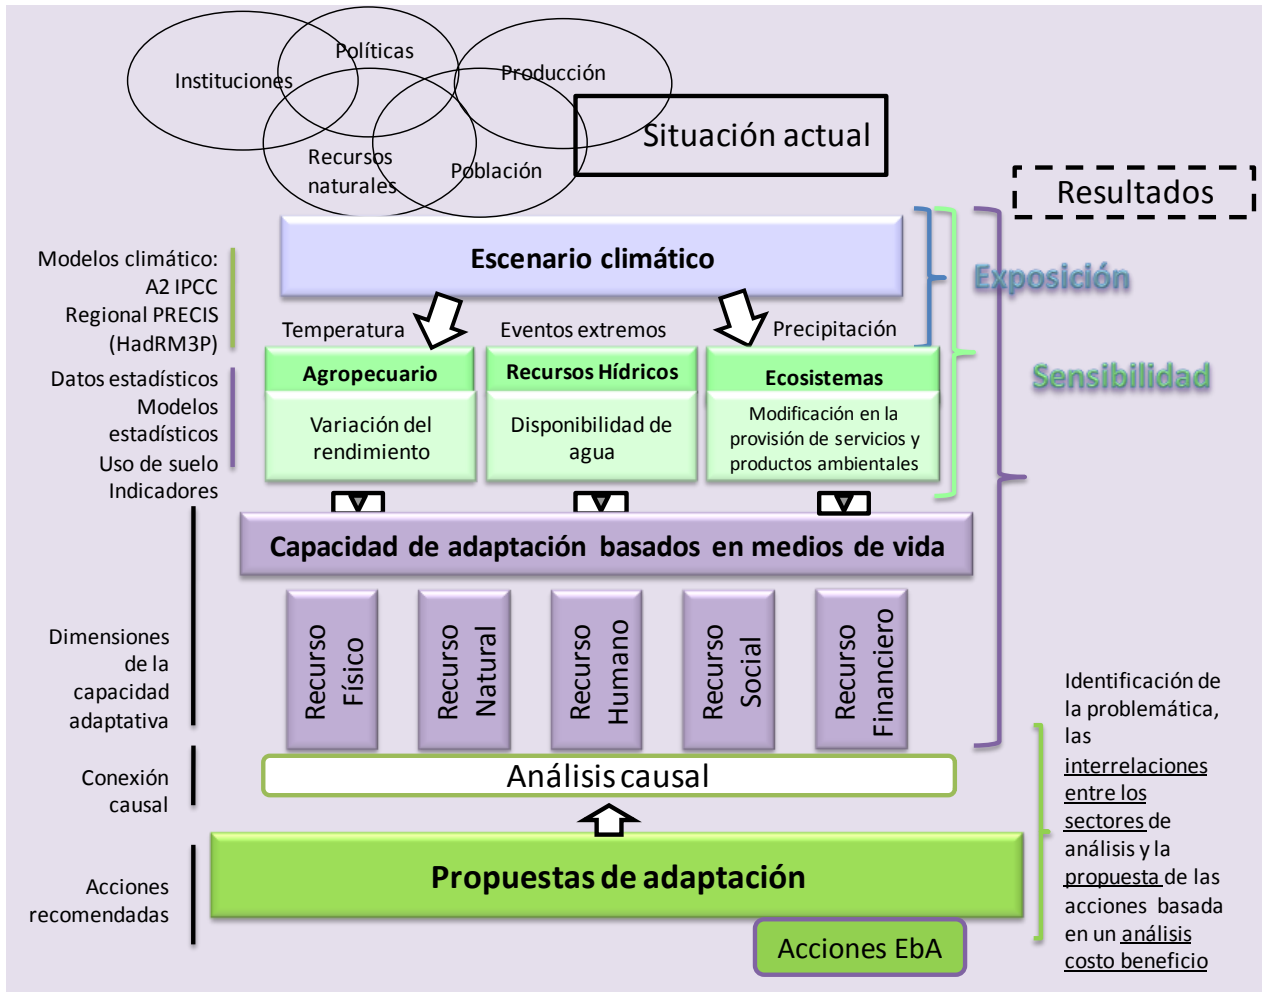 Políticas
Instituciones
Producción
Recursos
naturales
Población
Situación actual
Resultados
Escenario climático
Modelos climático:
A2 IPCC
Regional PRECIS
(HadRM3P)
Exposición
Temperatura
Eventos extremos
Precipitación
Agropecuario
Variación del
rendimiento
Recursos Hídricos
Disponibilidad de
agua
Ecosistemas
Modificación en la
provisión de servicios y
productos ambientales
Sensibilidad
Datos estadísticos
Modelos
estadísticos
Uso de suelo
Indicadores
Capacidad de adaptación basados en medios de vida
Dimensiones
de la
capacidad
adaptativa
Recurso
Físico
Recurso
Natural
Recurso
Humano
Recurso
Social
Recurso
Financiero
Análisis causal
Conexión
causal
Propuestas de adaptación
Acciones
recomendadas
Acciones EbA
Identificación de
la problemática,
las
interrelaciones
entre los
sectores de
análisis y la
propuesta de las
acciones basada
en un análisis
costo beneficio